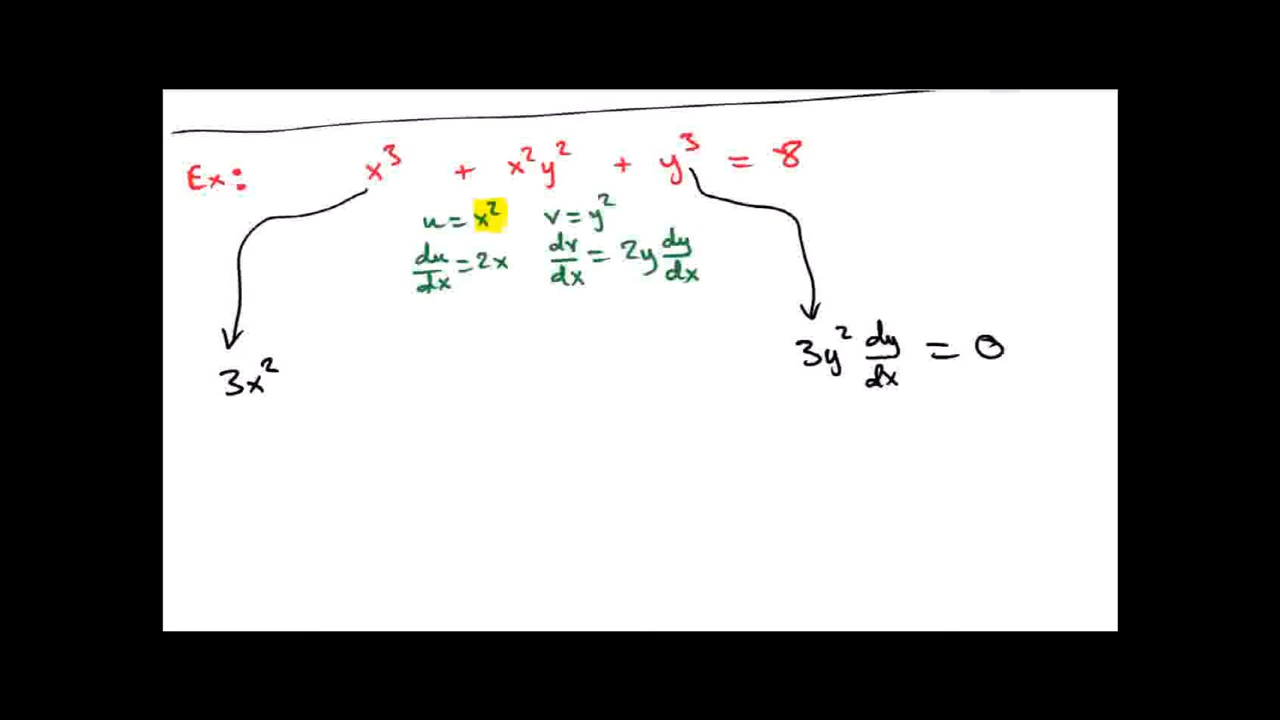 Ex: x³ + x²y² + y³ = 8
u = x² v = y²
du/dx = 2x dv/dx = 2y dy/dx
3x² 3y² dy/dx = 0